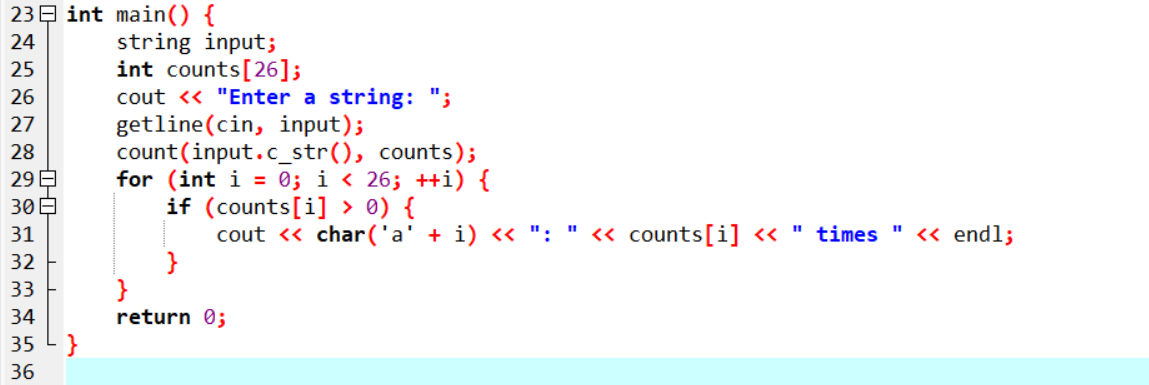 23 int main() {
24 string input;
25 int counts[26];
26 cout << "Enter a string: ";
27 getline(cin, input);
28 count(input.c_str(), counts);
29 for (int i = 0; i < 26; ++i) {
30 if (counts[i] > 0) {
31 cout << char('a' + i) << ": " << counts[i] << " times " << endl;
32 }
33 }
34 return 0;
35 }
36